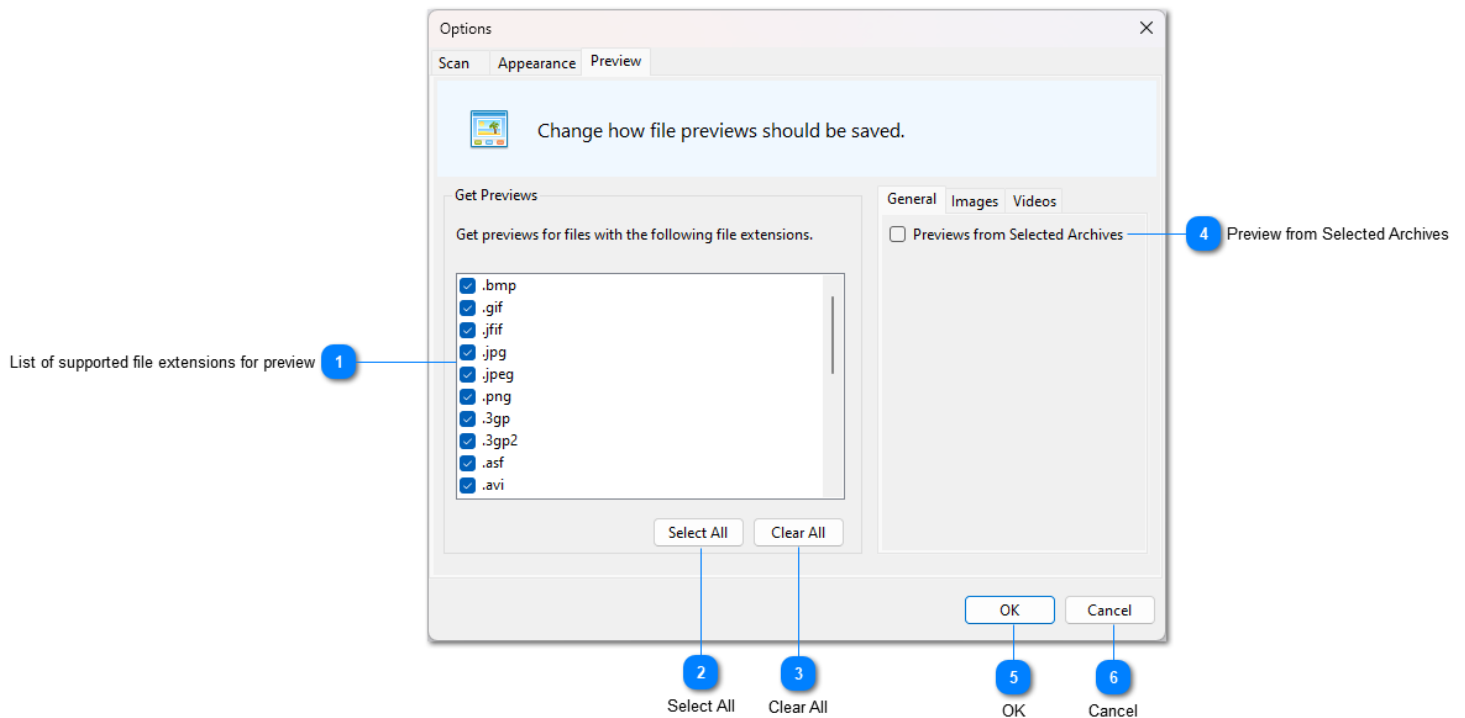 Options
Scan Appearance Preview
Change how file previews should be saved.
Get Previews
Get previews for files with the following file extensions.
.bmp
.gif
.jfif
.jpg
.jpeg
.png
.3gp
.3gp2
.asf
.avi
Select All Clear All
General Images Videos
Previews from Selected Archives
4 Preview from Selected Archives
List of supported file extensions for preview 1
OK Cancel
2
Select All
3
Clear All
5
OK
6
Cancel